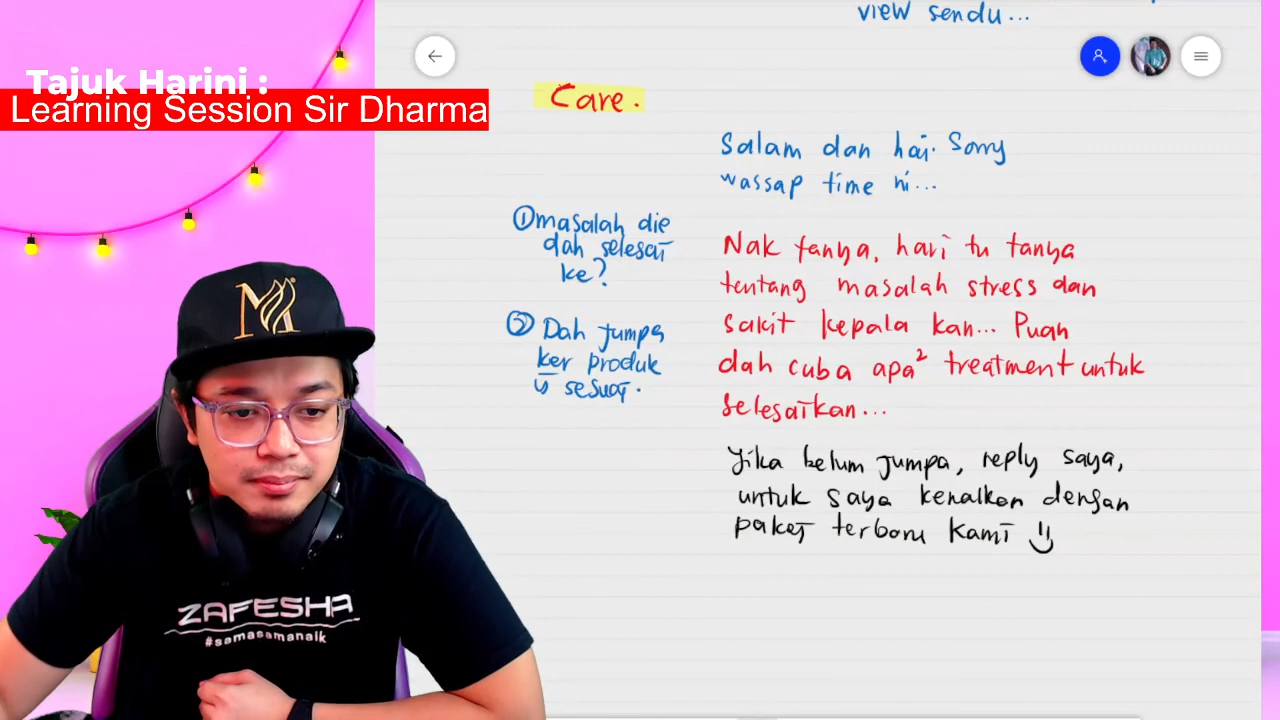 view sendu...
Tajuk Harini :
Learning Session Sir Dharma
Care.
Salam dan hai. Sorry
wassap time ni...
① masalah die
dah selesai
ke?
② Dah jumpa
ker produk
yg sesuai.
Nak tanya, hari tu tanya
tentang masalah stress dan
sakit kepala kan... Puan
dah cuba apa² treatment untuk
selesaikan...
Jika belum jumpa, reply saya,
untuk saya kenalkan dengan
pakej terbaru kami
ZAFESHA
#samasamanaik